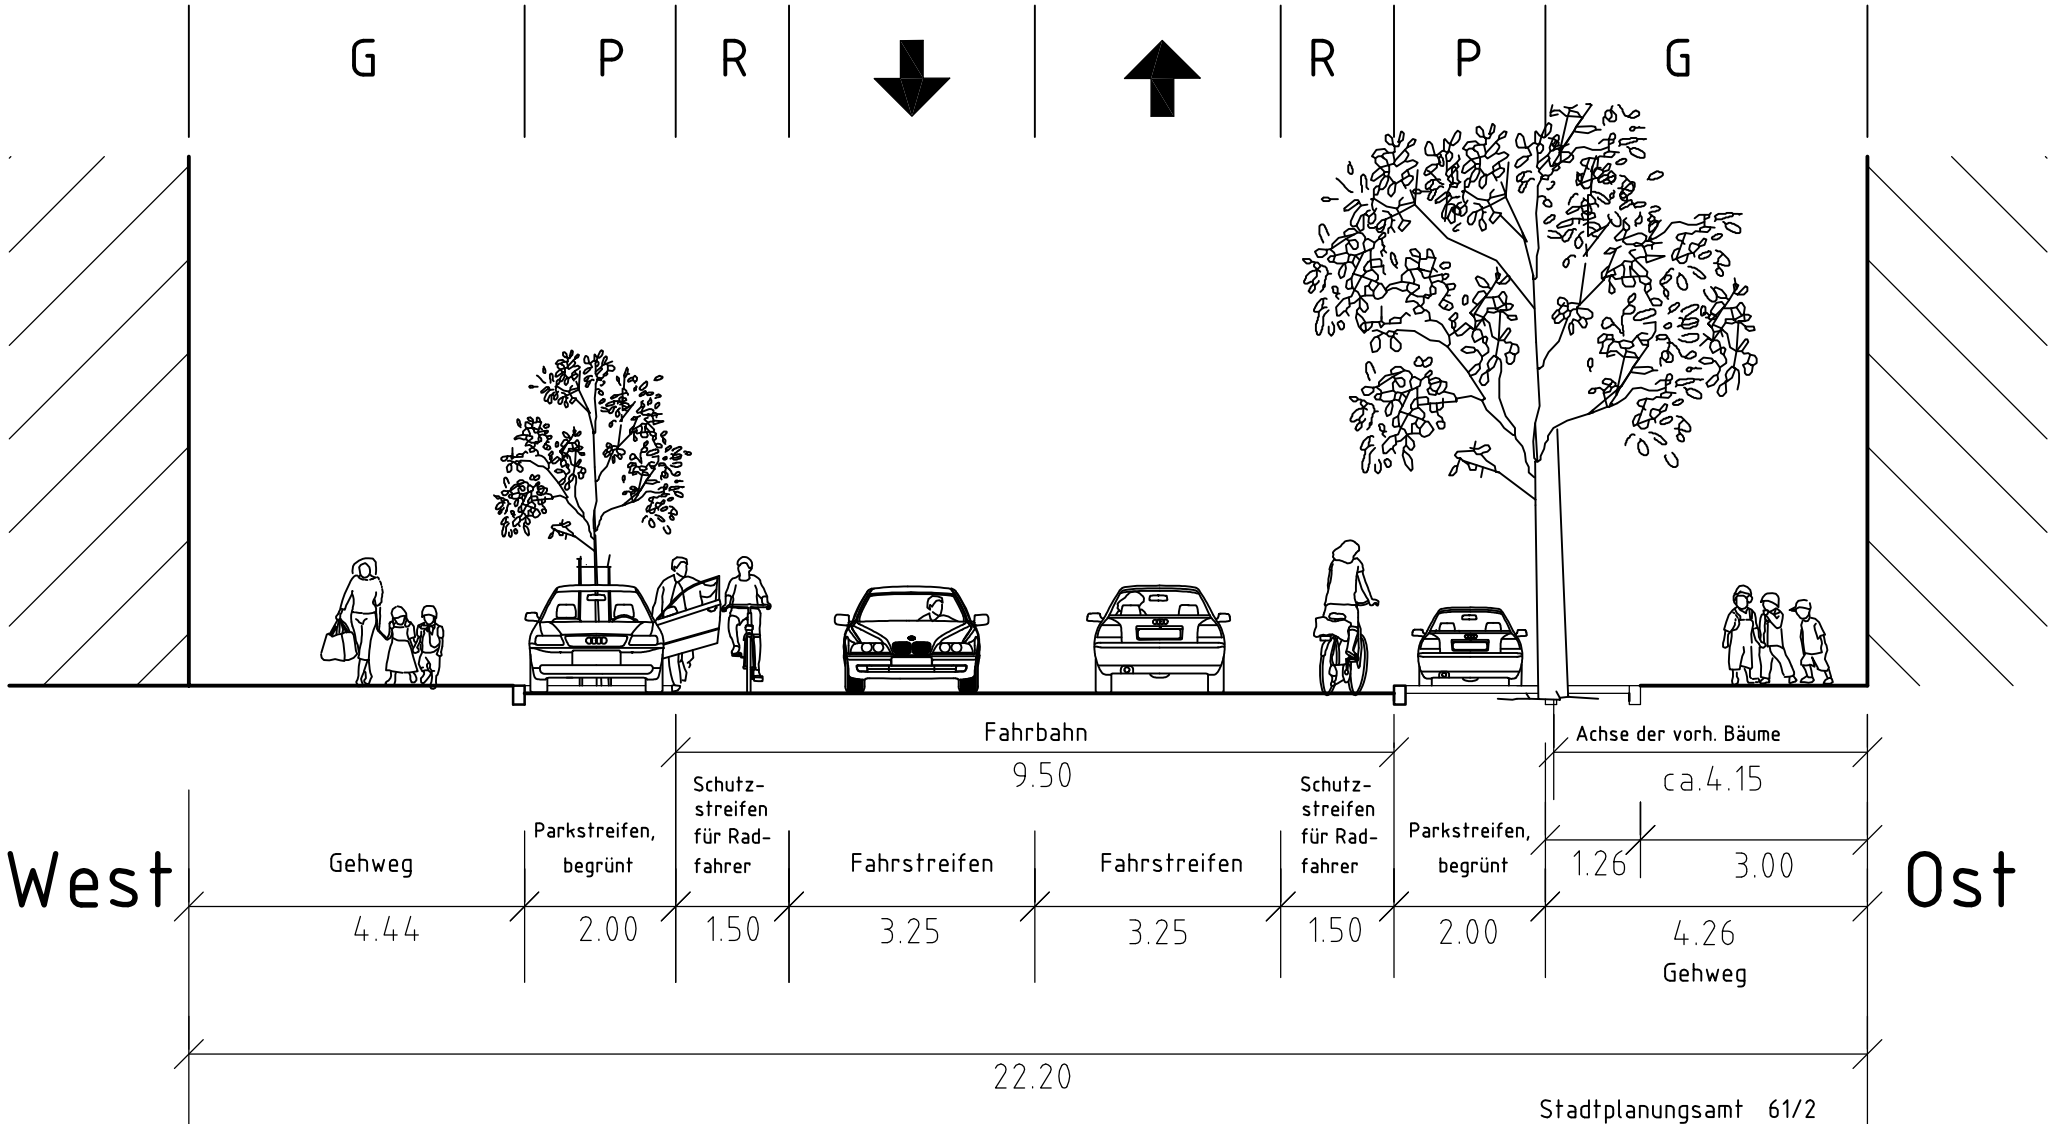 G P R R P G
Fahrbahn
9.50
Achse der vorh. Bäume
ca.4.15
Schutz-
streifen
für Rad-
fahrer
Schutz-
streifen
für Rad-
fahrer
Parkstreifen,
begrünt
Parkstreifen,
begrünt
1.26 3.00
West
Gehweg
Fahrstreifen
Fahrstreifen
Ost
4.44 2.00 1.50 3.25 3.25 1.50 2.00 4.26
Gehweg
22.20
Stadtplanungsamt 61/2